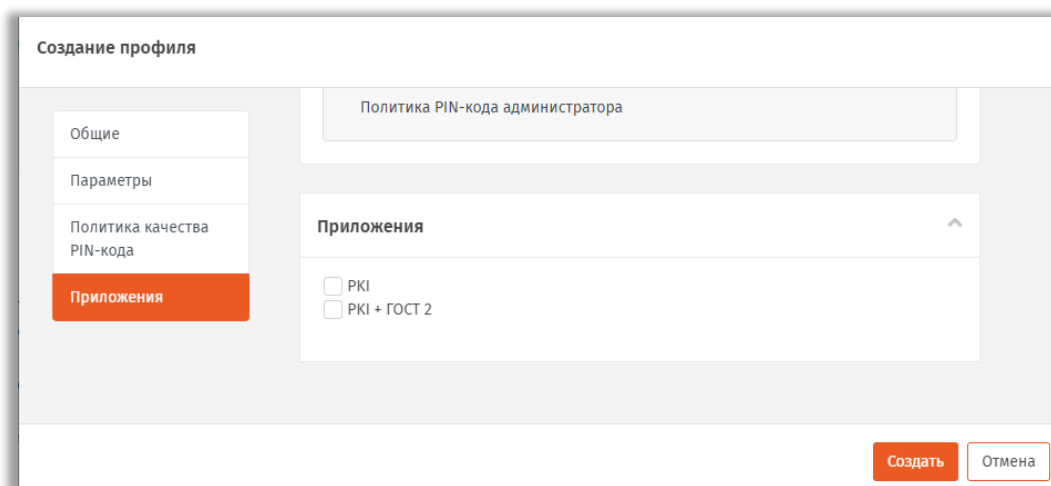 Создание профиля
Политика PIN-кода администратора
Общие
Параметры
Политика качества
PIN-кода
Приложения
Приложения
PKI
PKI + ГОСТ 2
Создать
Отмена